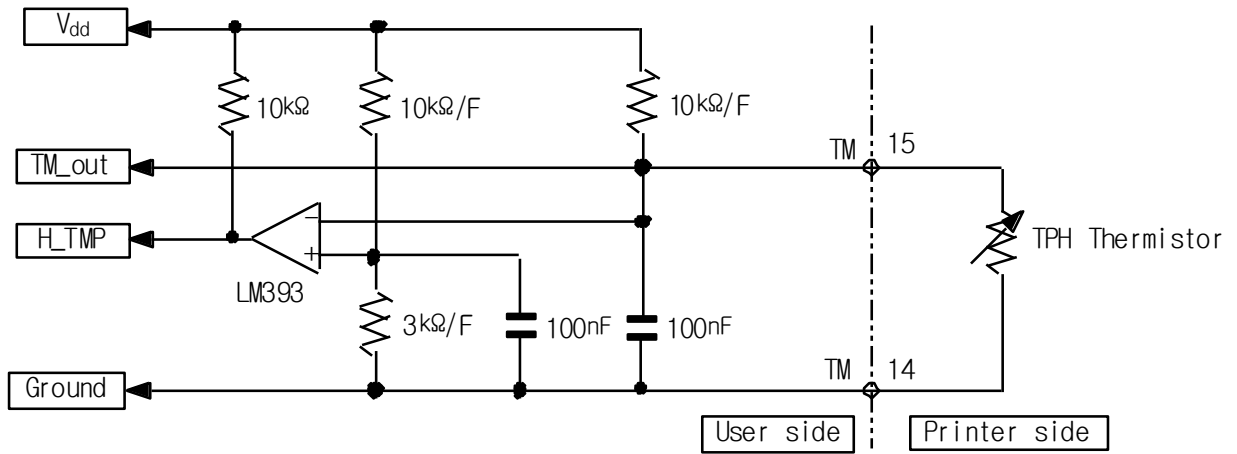 Vdd
10kΩ
10kΩ/F
10kΩ/F
TM_out
TM
15
H_TMP
−
+
LM393
TPH Thermistor
3kΩ/F
100nF
100nF
Ground
TM
14
User side
Printer side